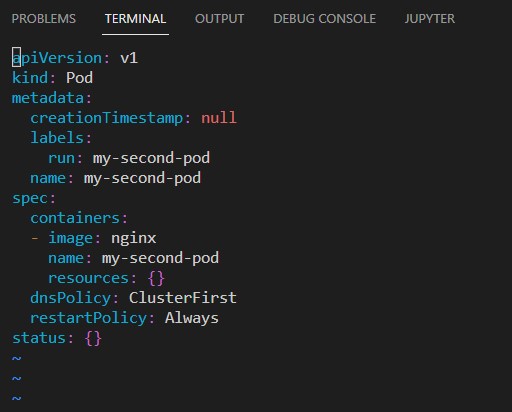 PROBLEMS TERMINAL OUTPUT DEBUG CONSOLE JUPYTER
apiVersion: v1
kind: Pod
metadata:
  creationTimestamp: null
  labels:
    run: my-second-pod
  name: my-second-pod
spec:
  containers:
  - image: nginx
    name: my-second-pod
    resources: {}
  dnsPolicy: ClusterFirst
  restartPolicy: Always
status: {}
~
~
~